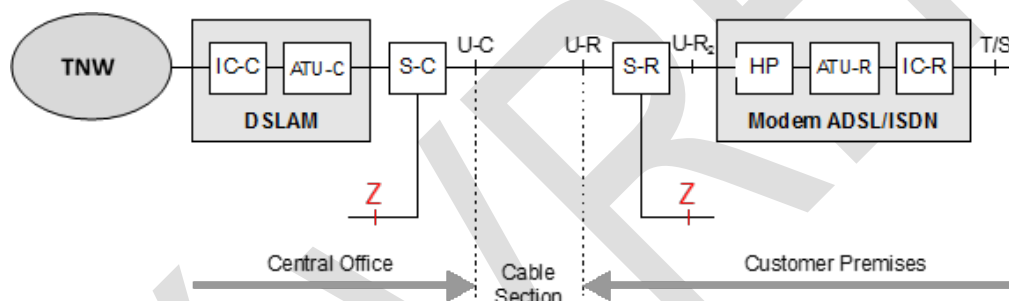 TNW
IC-C
ATU-C
DSLAM
S-C
U-C
U-R
S-R
U-R₂
HP
ATU-R
IC-R
Modem ADSL/ISDN
T/S
Z
Z
Central Office
Cable
Section
Customer Premises